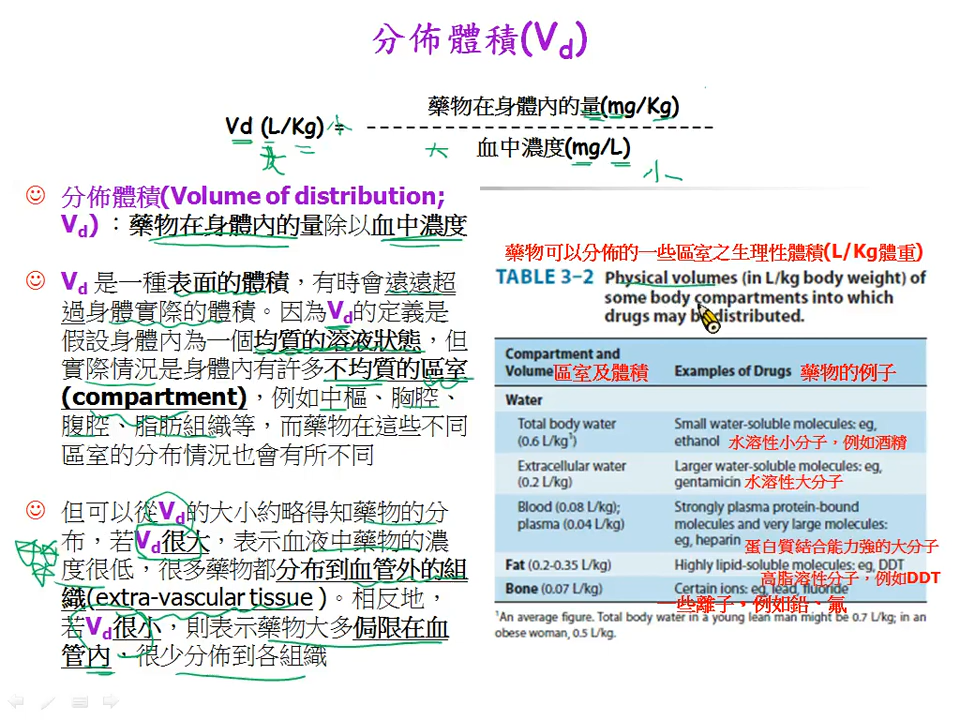 分佈體積(Vd)
藥物在身體內的量(mg/Kg)
Vd (L/Kg) = ------------------------------
血中濃度(mg/L)
大
小
分佈體積(Volume of distribution;
Vd)：藥物在身體內的量除以血中濃度
Vd 是一種表面的體積，有時會遠遠超
過身體實際的體積。因為Vd的定義是
假設身體內為一個均質的溶液狀態，但
實際情況是身體內有許多不均質的區室
(compartment)，例如中樞、胸腔、
腹腔、脂肪組織等，而藥物在這些不同
區室的分布情況也會有所不同
但可以從Vd的大小約略得知藥物的分
布，若Vd很大，表示血液中藥物的濃
度很低，很多藥物都分布到血管外的組
織(extra-vascular tissue )。相反地，
若Vd很小，則表示藥物大多侷限在血
管內，很少分佈到各組織
藥物可以分佈的一些區室之生理性體積(L/Kg體重)
TABLE 3–2 Physical volumes (in L/kg body weight) of
some body compartments into which
drugs may be distributed.
Compartment and
Volume區室及體積 Examples of Drugs 藥物的例子
Water
Total body water Small water-soluble molecules: eg,
(0.6 L/kg¹) ethanol 水溶性小分子，例如酒精
Extracellular water Larger water-soluble molecules: eg,
(0.2 L/kg) gentamicin 水溶性大分子
Blood (0.08 L/kg); Strongly plasma protein-bound
plasma (0.04 L/kg) molecules and very large molecules:
eg, heparin 蛋白質結合能力強的大分子
Fat (0.2-0.35 L/kg) Highly lipid-soluble molecules: eg, DDT
高脂溶性分子，例如DDT
Bone (0.07 L/kg) Certain ions: eg, lead, fluoride
一些離子，例如鉛、氟
¹An average figure. Total body water in a young lean man might be 0.7 L/kg; in an
obese woman, 0.5 L/kg.